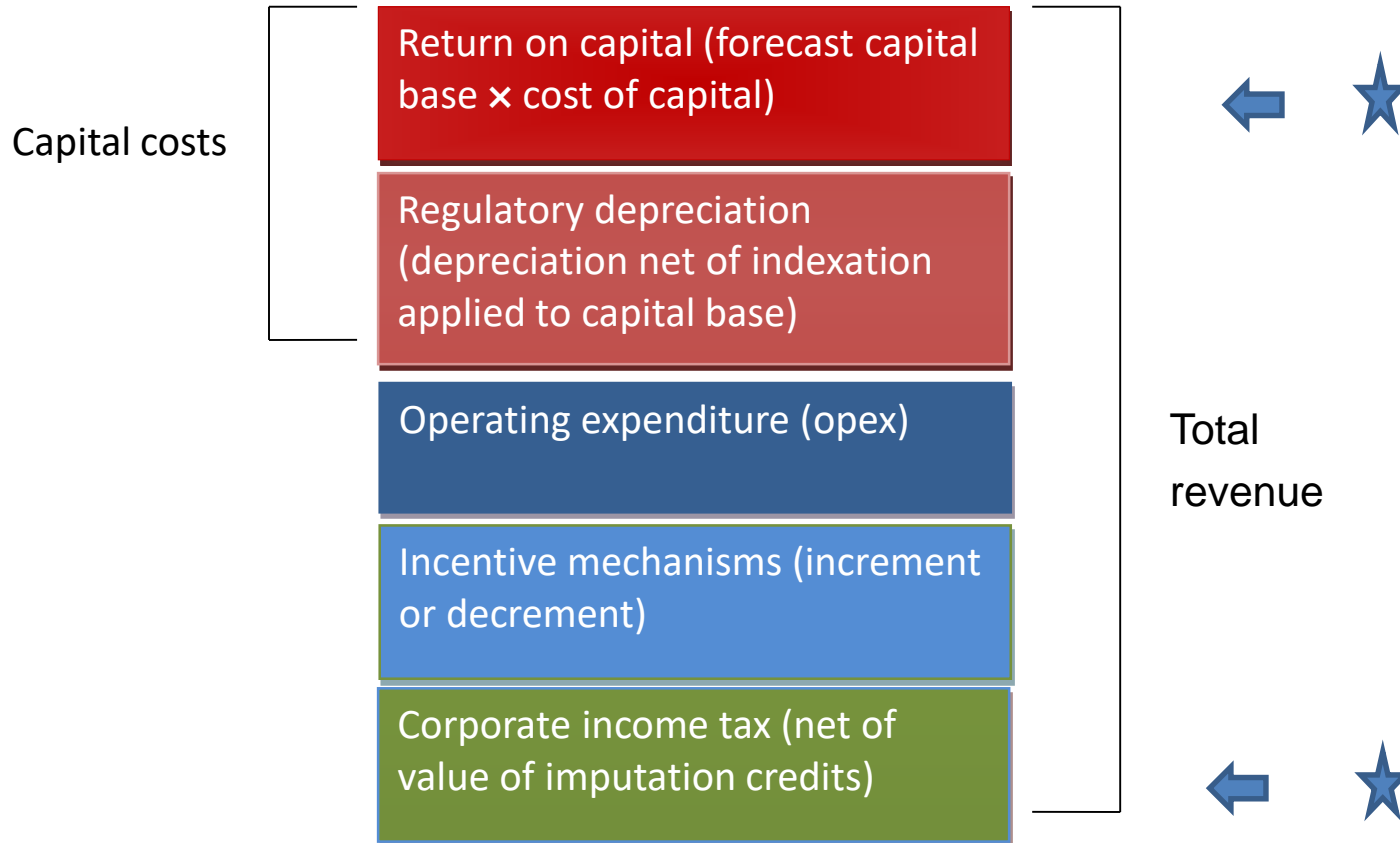 Capital costs
Return on capital (forecast capital
base × cost of capital)
Regulatory depreciation
(depreciation net of indexation
applied to capital base)
Operating expenditure (opex)
Incentive mechanisms (increment
or decrement)
Corporate income tax (net of
value of imputation credits)
Total
revenue